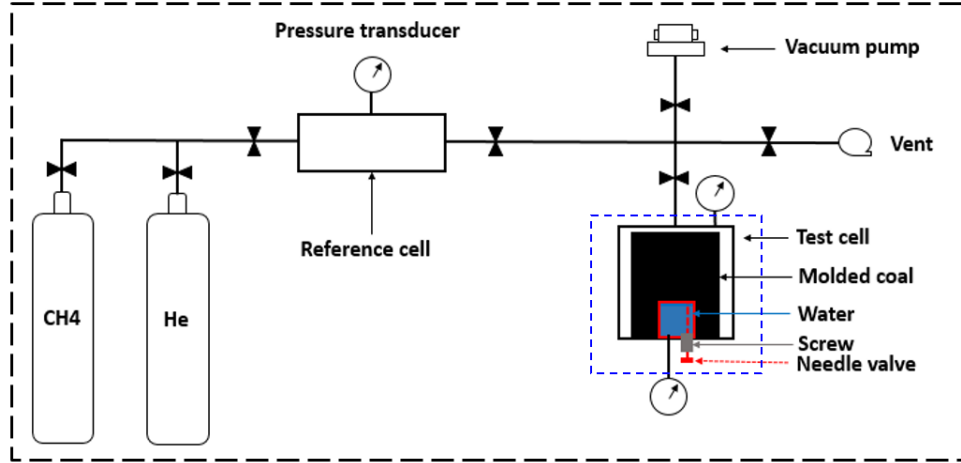 Pressure transducer
Vacuum pump
Vent
Reference cell
Test cell
Molded coal
CH4
He
Water
Screw
Needle valve